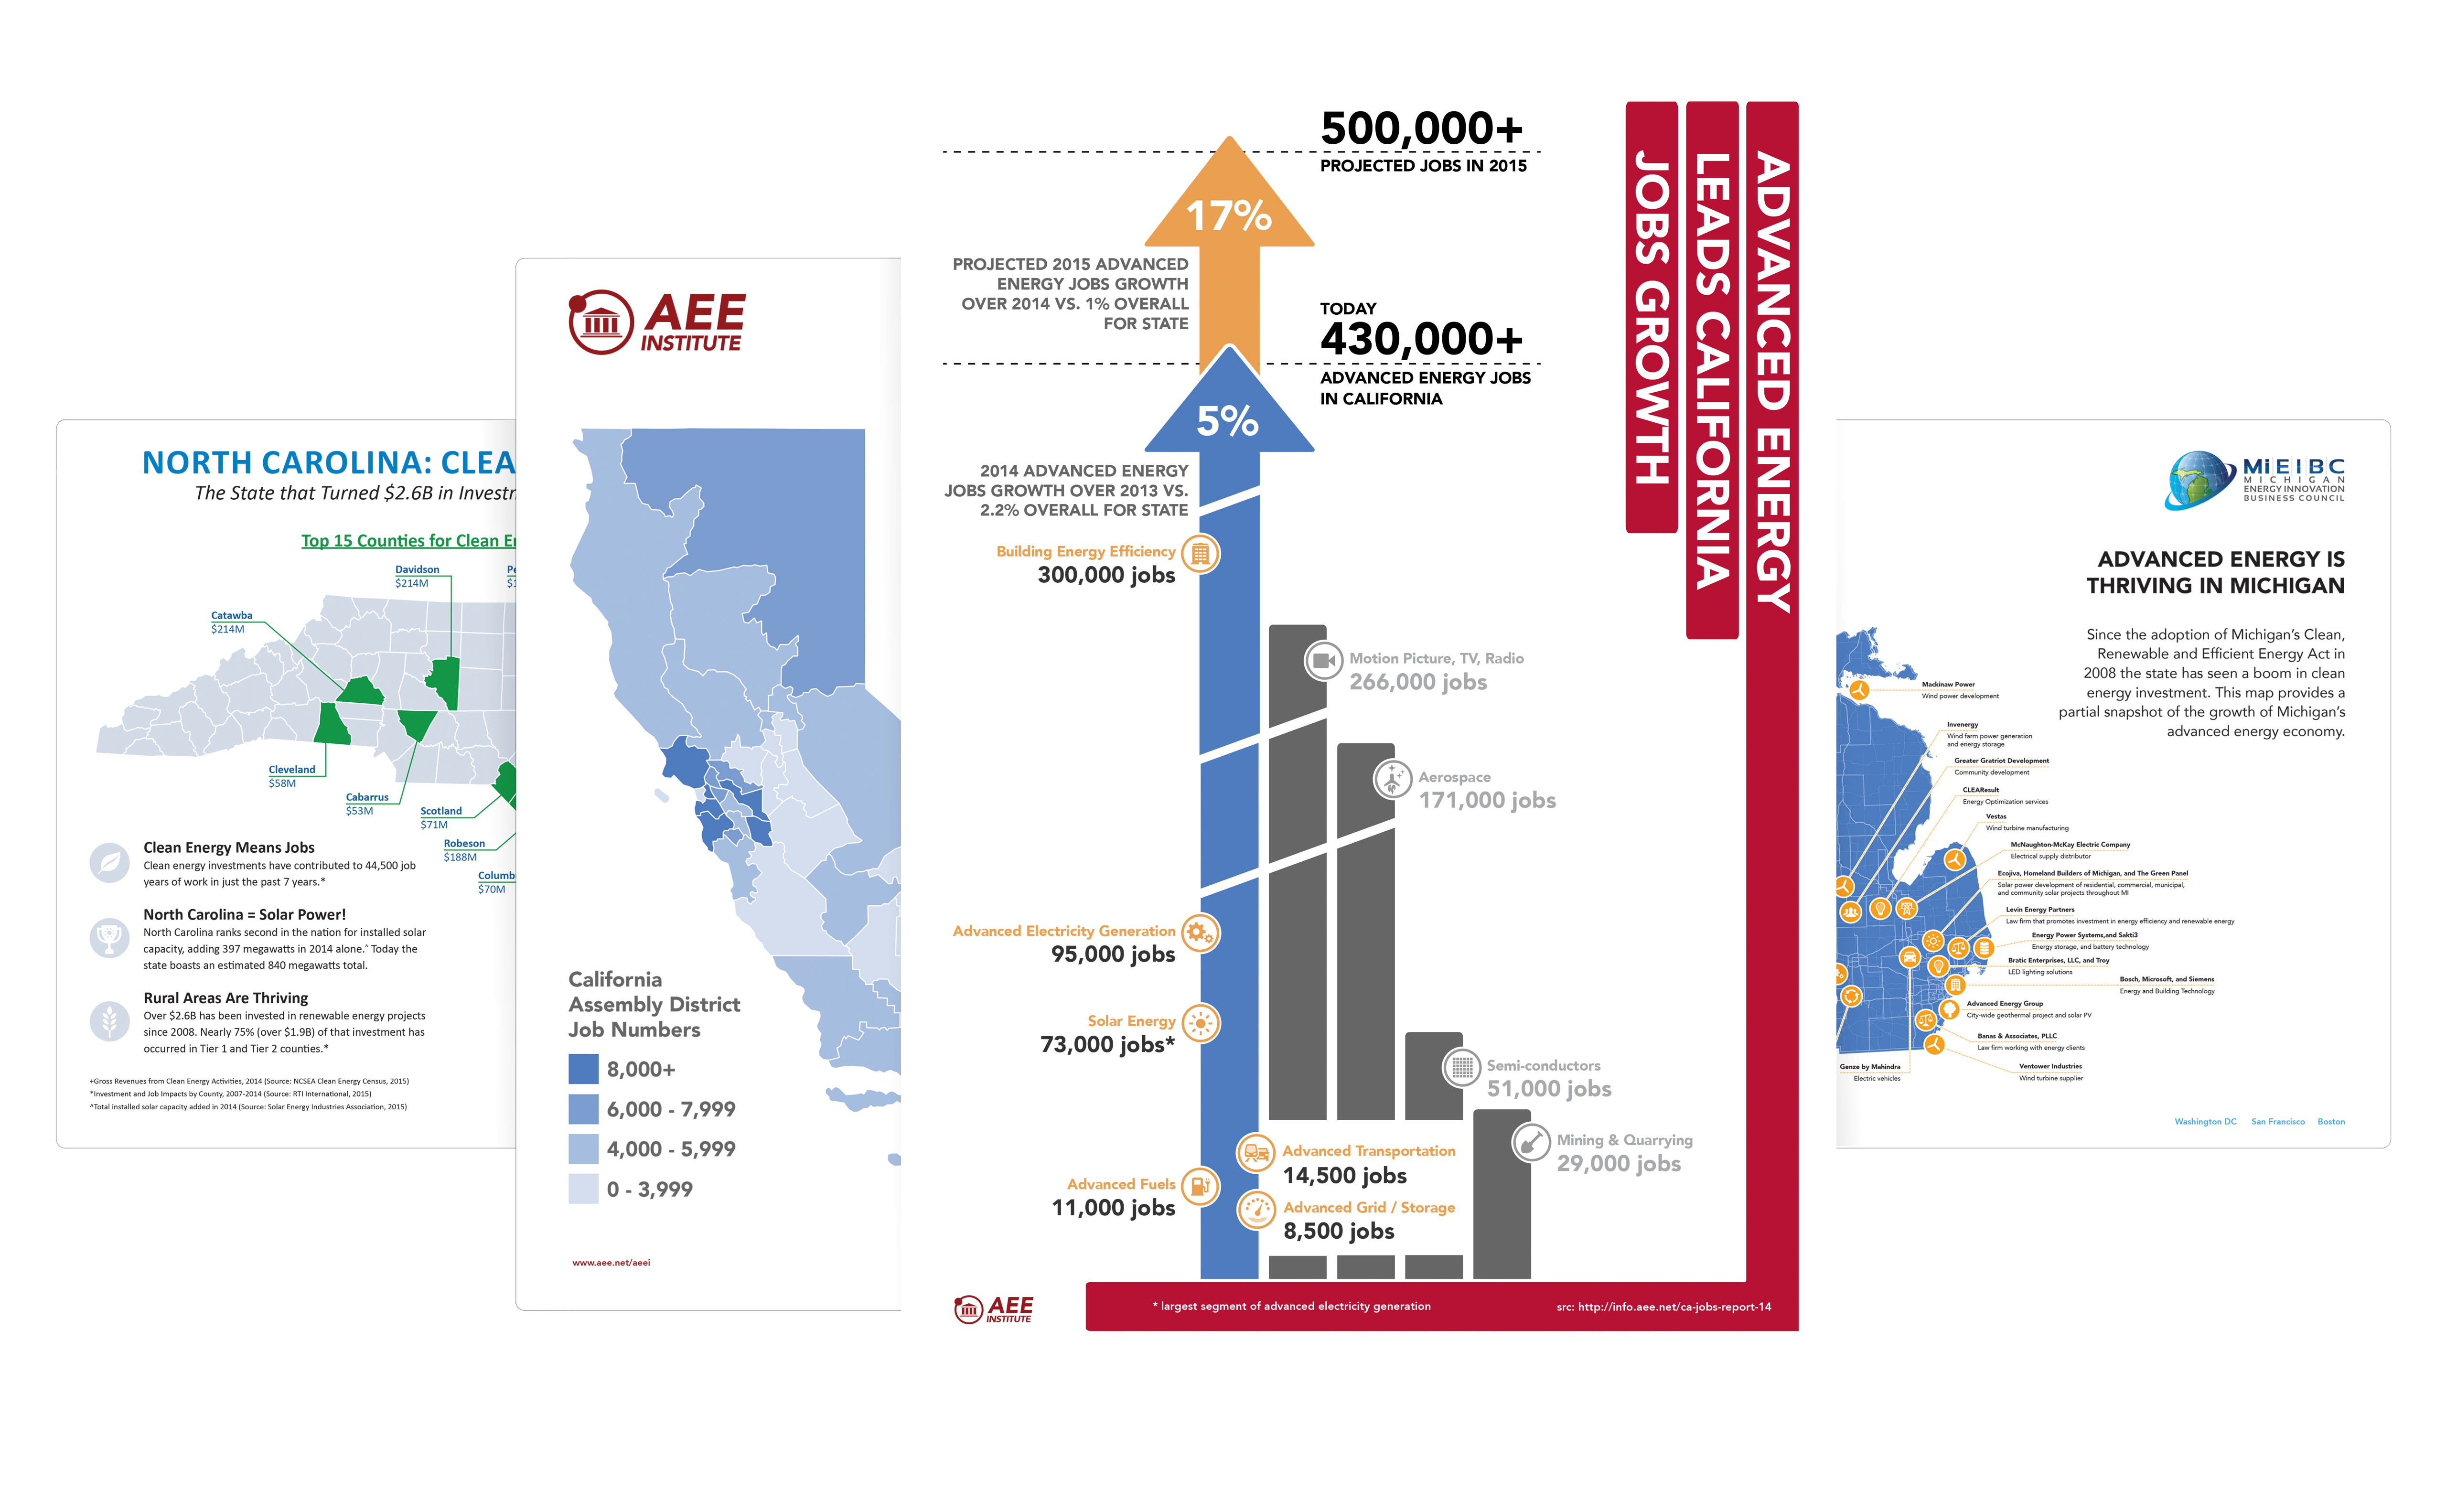 NORTH CAROLINA: CLEA
The State that Turned $2.6B in Investm
Top 15 Counties for Clean En
Davidson
$214M
Pe
$1
Catawba
$214M
Cleveland
$58M
Cabarrus
$53M
Scotland
$71M
Robeson
$188M
Columb
$70M
Clean Energy Means Jobs
Clean energy investments have contributed to 44,500 job
years of work in just the past 7 years.*
North Carolina = Solar Power!
North Carolina ranks second in the nation for installed solar
capacity, adding 397 megawatts in 2014 alone.^ Today the
state boasts an estimated 840 megawatts total.
Rural Areas Are Thriving
Over $2.6B has been invested in renewable energy projects
since 2008. Nearly 75% (over $1.9B) of that investment has
occurred in Tier 1 and Tier 2 counties.*
+Gross Revenues from Clean Energy Activities, 2014 (Source: NCSEA Clean Energy Census, 2015)
*Investment and Job Impacts by County, 2007-2014 (Source: RTI International, 2015)
^Total installed solar capacity added in 2014 (Source: Solar Energy Industries Association, 2015)
AEE
INSTITUTE
California
Assembly District
Job Numbers
8,000+
6,000 - 7,999
4,000 - 5,999
0 - 3,999
www.aee.net/aeei
ADVANCED ENERGY
LEADS CALIFORNIA
JOBS GROWTH
500,000+
PROJECTED JOBS IN 2015
17%
PROJECTED 2015 ADVANCED
ENERGY JOBS GROWTH
OVER 2014 VS. 1% OVERALL
FOR STATE
TODAY
430,000+
ADVANCED ENERGY JOBS
IN CALIFORNIA
5%
2014 ADVANCED ENERGY
JOBS GROWTH OVER 2013 VS.
2.2% OVERALL FOR STATE
Building Energy Efficiency
300,000 jobs
Motion Picture, TV, Radio
266,000 jobs
Aerospace
171,000 jobs
Advanced Electricity Generation
95,000 jobs
Solar Energy
73,000 jobs*
Semi-conductors
51,000 jobs
Mining & Quarrying
29,000 jobs
Advanced Transportation
14,500 jobs
Advanced Fuels
11,000 jobs
Advanced Grid / Storage
8,500 jobs
AEE
INSTITUTE
* largest segment of advanced electricity generation
src: http://info.aee.net/ca-jobs-report-14
MiEIBC
MICHIGAN
ENERGY INNOVATION
BUSINESS COUNCIL
ADVANCED ENERGY IS
THRIVING IN MICHIGAN
Since the adoption of Michigan's Clean,
Renewable and Efficient Energy Act in
2008 the state has seen a boom in clean
energy investment. This map provides a
partial snapshot of the growth of Michigan's
advanced energy economy.
Mackinaw Power
Wind power development
Invenergy
Wind farm power generation
and energy storage
Greater Gratriot Development
Community development
CLEAResult
Energy Optimization services
Vestas
Wind turbine manufacturing
McNaughton-McKay Electric Company
Electrical supply distributor
Ecojiva, Homeland Builders of Michigan, and The Green Panel
Solar power development of residential, commercial, municipal,
and community solar projects throughout MI
Levin Energy Partners
Law firm that promotes investment in energy efficiency and renewable energy
Energy Power Systems,and Sakti3
Energy storage, and battery technology
Bratic Enterprises, LLC, and Troy
LED lighting solutions
Bosch, Microsoft, and Siemens
Energy and Building Technology
Advanced Energy Group
City-wide geothermal project and solar PV
Banas & Associates, PLLC
Law firm working with energy clients
Genze by Mahindra
Electric vehicles
Ventower Industries
Wind turbine supplier
Washington DC San Francisco Boston